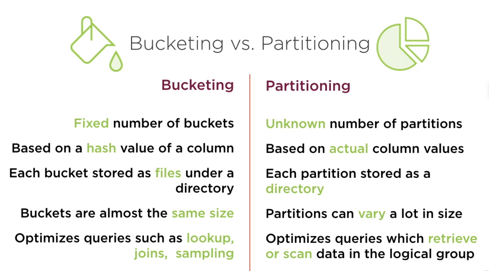 Bucketing vs. Partitioning
Bucketing
Fixed number of buckets
Based on a hash value of a column
Each bucket stored as files under a
directory
Buckets are almost the same size
Optimizes queries such as lookup,
joins, sampling
Partitioning
Unknown number of partitions
Based on actual column values
Each partition stored as a
directory
Partitions can vary a lot in size
Optimizes queries which retrieve
or scan data in the logical group